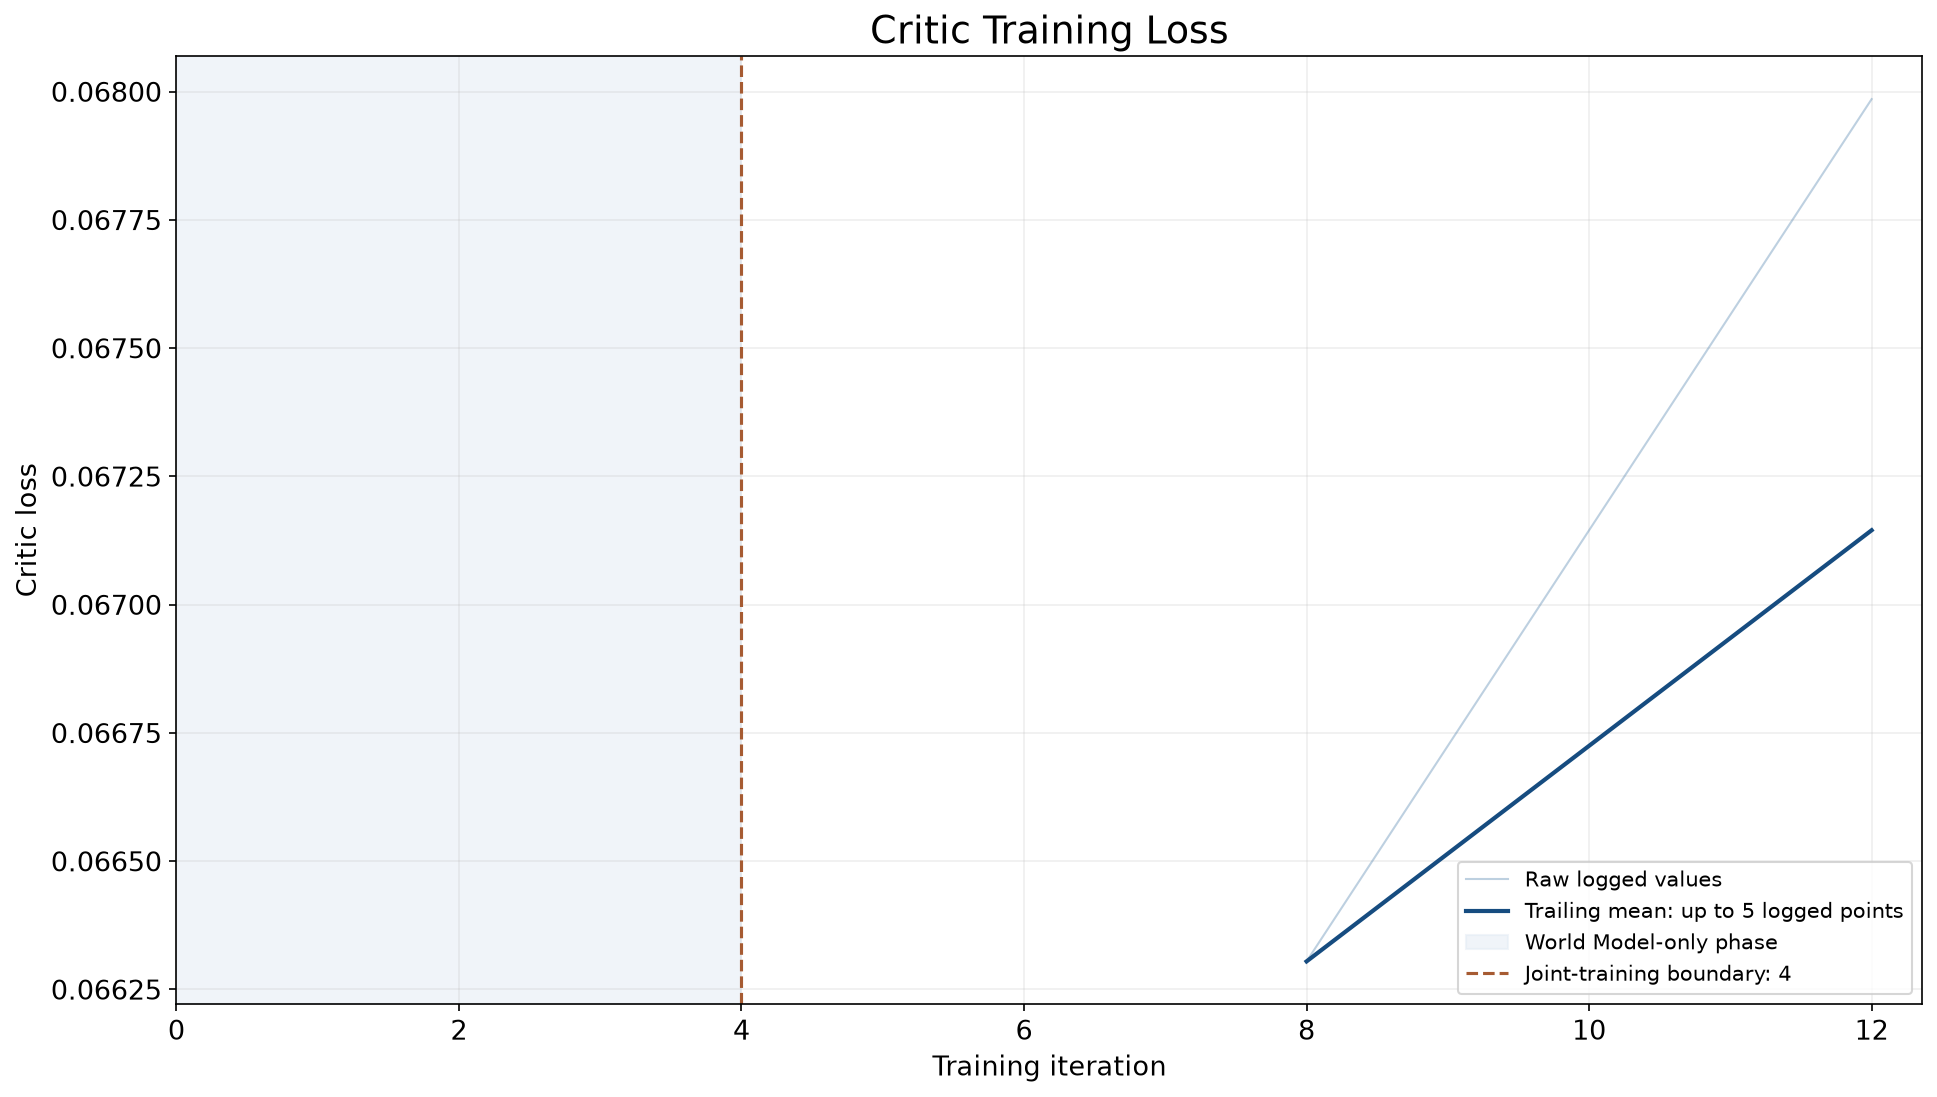 Critic Training Loss
0.06800
0.06775
0.06750
0.06725
0.06700
0.06675
0.06650
0.06625
Critic loss
Raw logged values
Trailing mean: up to 5 logged points
World Model-only phase
Joint-training boundary: 4
0 2 4 6 8 10 12
Training iteration